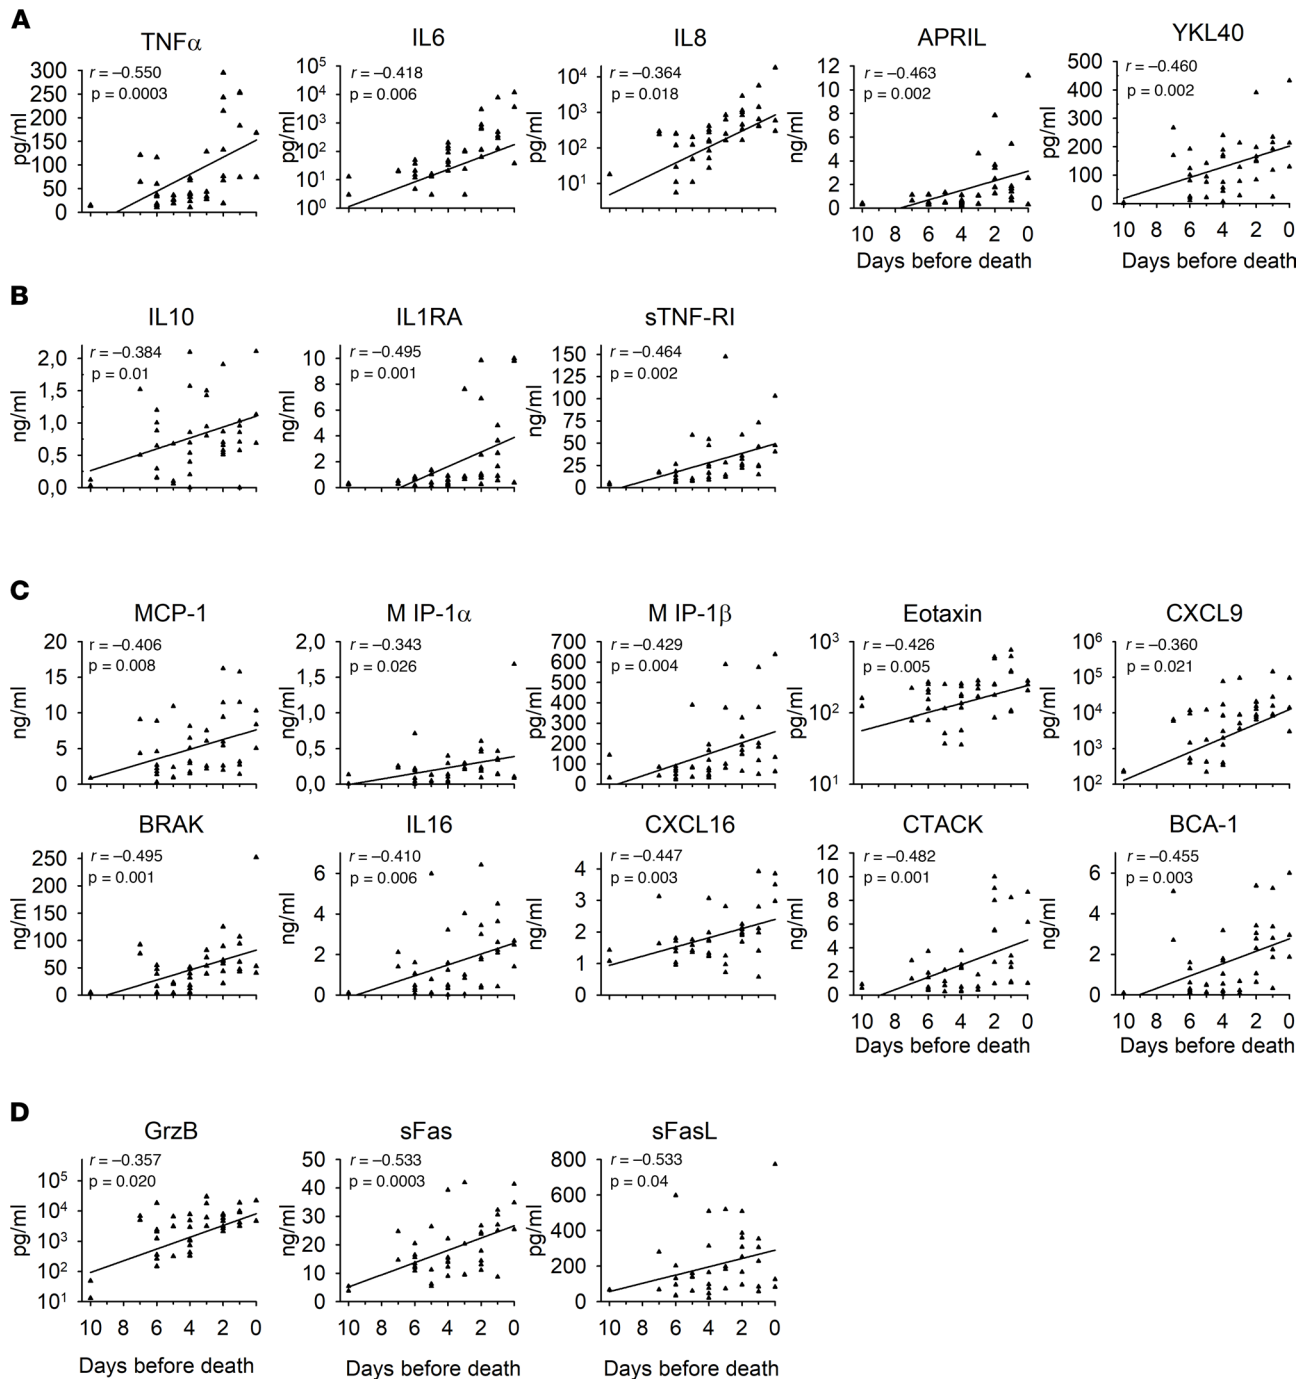 A
TNFα
r = –0.550
p = 0.0003
pg/ml
300
250
200
150
100
50
0
IL6
r = –0.418
p = 0.006
pg/ml
10⁵
10⁴
10³
10²
10¹
10⁰
IL8
r = –0.364
p = 0.018
pg/ml
10⁴
10³
10²
10¹
APRIL
r = –0.463
p = 0.002
ng/ml
12
10
8
6
4
2
0
10 8 6 4 2 0
Days before death
YKL40
r = –0.460
p = 0.002
pg/ml
500
400
300
200
100
0
10 8 6 4 2 0
Days before death
B
IL10
r = –0.384
p = 0.01
ng/ml
2,0
1,5
1,0
0,5
0,0
IL1RA
r = –0.495
p = 0.001
ng/ml
10
8
6
4
2
0
sTNF-RI
r = –0.464
p = 0.002
ng/ml
150
125
100
75
50
25
0
C
MCP-1
r = –0.406
p = 0.008
ng/ml
20
15
10
5
0
M IP-1α
r = –0.343
p = 0.026
ng/ml
2,0
1,5
1,0
0,5
0,0
M IP-1β
r = –0.429
p = 0.004
pg/ml
700
600
500
400
300
200
100
0
Eotaxin
r = –0.426
p = 0.005
pg/ml
10³
10²
10¹
CXCL9
r = –0.360
p = 0.021
pg/ml
10⁶
10⁵
10⁴
10³
10²
BRAK
r = –0.495
p = 0.001
ng/ml
250
200
150
100
50
0
IL16
r = –0.410
p = 0.006
ng/ml
6
4
2
0
CXCL16
r = –0.447
p = 0.003
ng/ml
4
3
2
1
0
CTACK
r = –0.482
p = 0.001
ng/ml
12
10
8
6
4
2
0
10 8 6 4 2 0
Days before death
BCA-1
r = –0.455
p = 0.003
ng/ml
6
4
2
0
10 8 6 4 2 0
Days before death
D
GrzB
r = –0.357
p = 0.020
pg/ml
10⁵
10⁴
10³
10²
10¹
10 8 6 4 2 0
Days before death
sFas
r = –0.533
p = 0.0003
ng/ml
50
40
30
20
10
0
10 8 6 4 2 0
Days before death
sFasL
r = –0.533
p = 0.04
pg/ml
800
600
400
200
0
10 8 6 4 2 0
Days before death